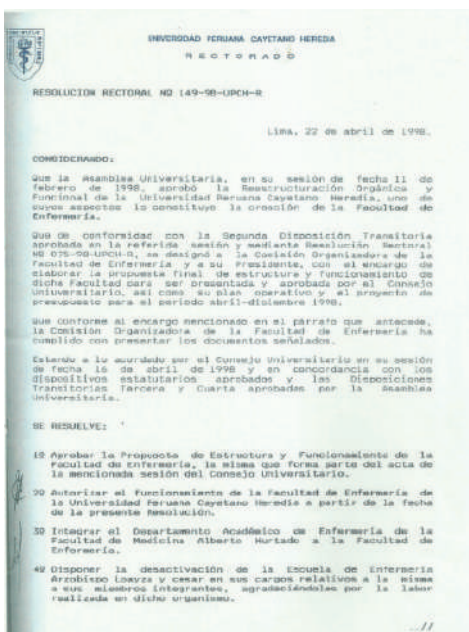 UNIVERSIDAD PERUANA CAYETANO HEREDIA
RECTORADO
RESOLUCION RECTORAL NO 149-98-UPCH-R
Lima, 22 de abril de 1998.
CONSIDERANDO:
Que la Asamblea Universitaria, en su sesión de fecha 11 de
febrero de 1998, aprobó la Reestructuración Orgánica y
Funcional de la Universidad Peruana Cayetano Heredia, uno de
cuyos aspectos lo constituye la creación de la Facultad de
Enfermería.
Que de conformidad con la Segunda Disposición Transitoria
aprobada en la referida sesión y mediante Resolución Rectoral
NO 075-98-UPCH-R, se designó a la Comisión Organizadora de la
Facultad de Enfermería y a su Presidente, con el encargo de
elaborar la propuesta final de estructura y funcionamiento de
dicha Facultad para ser presentada y aprobada por el Consejo
Universitario, así como su plan operativo y el proyecto de
presupuesto para el período abril-diciembre 1998.
Que conforme al encargo mencionado en el párrafo que antecede,
la Comisión Organizadora de la Facultad de Enfermería ha
cumplido con presentar los documentos señalados.
Estando a lo acordado por el Consejo Universitario en su sesión
de fecha 16 de abril de 1998 y en concordancia con los
dispositivos estatutarios aprobados y las Disposiciones
Transitorias Tercera y Cuarta aprobadas por la Asamblea
Universitaria.
SE RESUELVE:
1º Aprobar la Propuesta de Estructura y Funcionamiento de la
Facultad de Enfermería, la misma que forma parte del acta de
la mencionada sesión del Consejo Universitario.
2º Autorizar el funcionamiento de la Facultad de Enfermería de
la Universidad Peruana Cayetano Heredia a partir de la fecha
de la presente Resolución.
3º Integrar el Departamento Académico de Enfermería de la
Facultad de Medicina Alberto Hurtado a la Facultad de
Enfermería.
4º Disponer la desactivación de la Escuela de Enfermería
Arzobispo Loayza y cesar en sus cargos relativos a la misma
a sus miembros integrantes, agradeciéndoles por la labor
realizada en dicho organismo.
..//